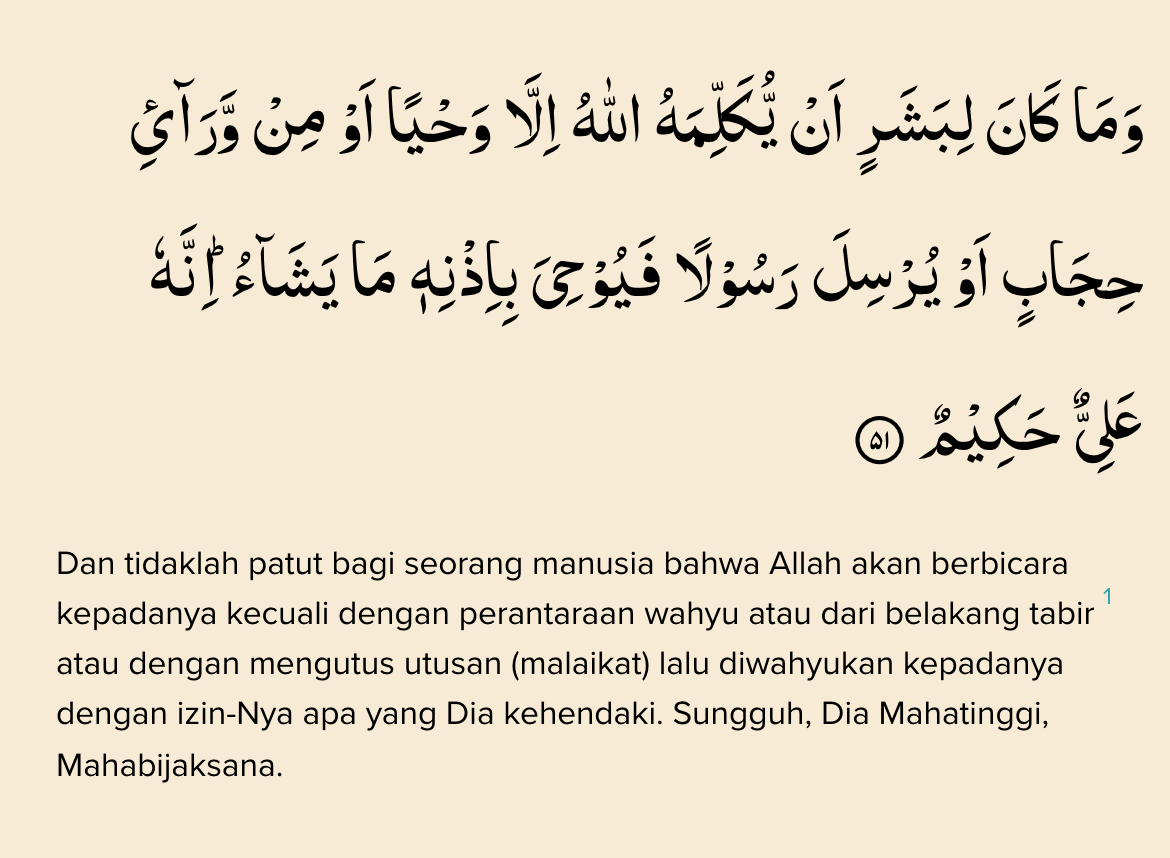 وَمَا كَانَ لِبَشَرٍ اَنْ يُّكَلِّمَهُ اللّٰهُ اِلَّا وَحْيًا اَوْ مِنْ وَّرَاۤئِ
حِجَابٍ اَوْ يُرْسِلَ رَسُوْلًا فَيُوْحِيَ بِاِذْنِهٖ مَا يَشَاۤءُ ۗاِنَّهٗ
عَلِيٌّ حَكِيْمٌ ٥١
Dan tidaklah patut bagi seorang manusia bahwa Allah akan berbicara
kepadanya kecuali dengan perantaraan wahyu atau dari belakang tabir 1
atau dengan mengutus utusan (malaikat) lalu diwahyukan kepadanya
dengan izin-Nya apa yang Dia kehendaki. Sungguh, Dia Mahatinggi,
Mahabijaksana.